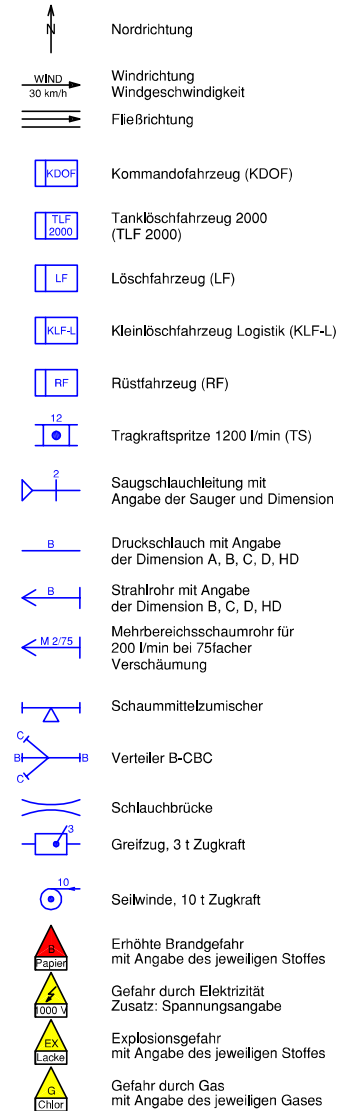 N
Nordrichtung
WIND
30 km/h
Windrichtung
Windgeschwindigkeit
Fließrichtung
KDOF
Kommandofahrzeug (KDOF)
TLF
2000
Tanklöschfahrzeug 2000
(TLF 2000)
LF
Löschfahrzeug (LF)
KLF-L
Kleinlöschfahrzeug Logistik (KLF-L)
RF
Rüstfahrzeug (RF)
12
Tragkraftspritze 1200 l/min (TS)
2
Saugschlauchleitung mit
Angabe der Sauger und Dimension
B
Druckschlauch mit Angabe
der Dimension A, B, C, D, HD
B
Strahlrohr mit Angabe
der Dimension B, C, D, HD
M 2/75
Mehrbereichsschaumrohr für
200 l/min bei 75facher
Verschäumung
Schaummittelzumischer
C
B B
C
Verteiler B-CBC
Schlauchbrücke
3
Greifzug, 3 t Zugkraft
10
Seilwinde, 10 t Zugkraft
B
Papier
Erhöhte Brandgefahr
mit Angabe des jeweiligen Stoffes
1000 V
Gefahr durch Elektrizität
Zusatz: Spannungsangabe
EX
Lacke
Explosionsgefahr
mit Angabe des jeweiligen Stoffes
G
Chlor
Gefahr durch Gas
mit Angabe des jeweiligen Gases